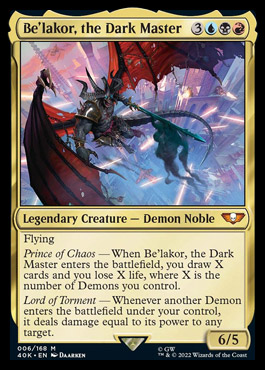 Be'lakor, the Dark Master 3
Legendary Creature — Demon Noble
Flying
Prince of Chaos — When Be'lakor, the Dark
Master enters the battlefield, you draw X
cards and you lose X life, where X is the
number of Demons you control.
Lord of Torment — Whenever another Demon
enters the battlefield under your control,
it deals damage equal to its power to any
target.
6/5
006/168 M
40K • EN DAARKEN
© GW
™ & © 2022 Wizards of the Coast